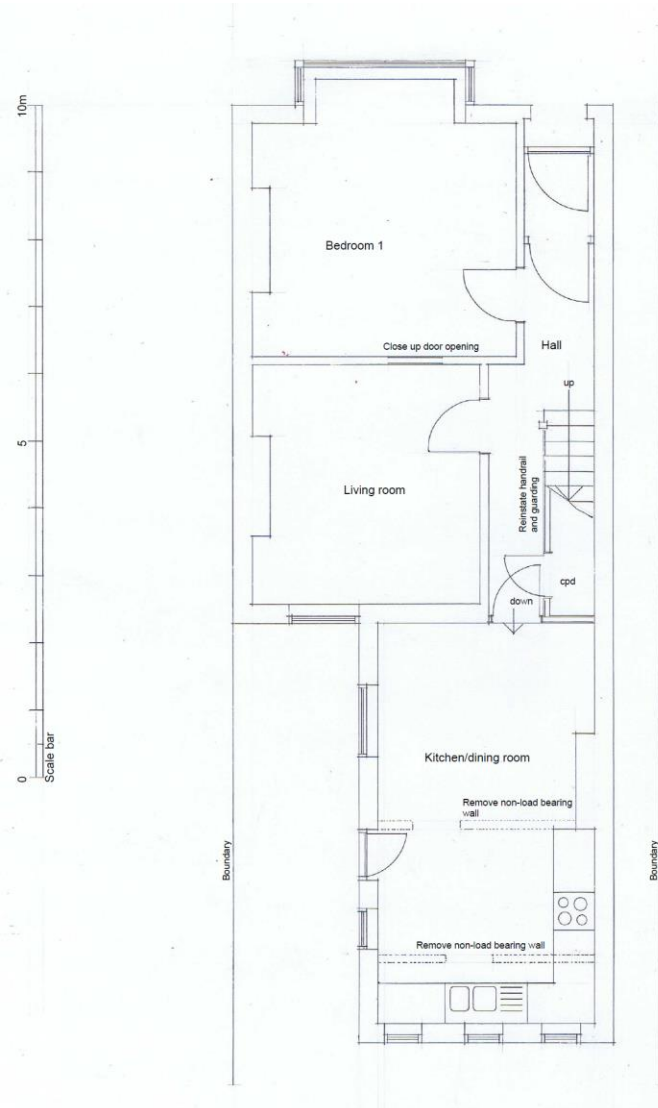 10m
Bedroom 1
Close up door opening
Hall
up
5
Living room
Reinstate handrail
and guarding
cpd
down
Kitchen/dining room
0
Scale bar
Remove non-load bearing
wall
Boundary
Boundary
Remove non-load bearing wall